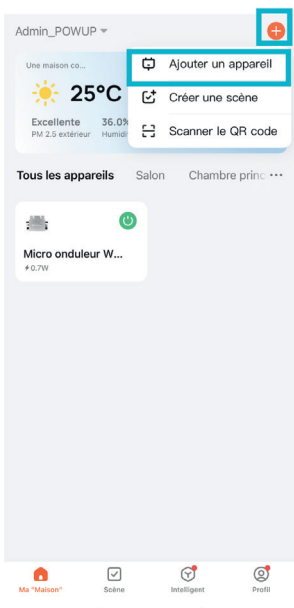 Admin_POWUP
Une maison co...
Ajouter un appareil
25°C
Créer une scène
Excellente 36.0%
PM 2.5 extérieur Humidi
Scanner le QR code
Tous les appareils Salon Chambre princ
Micro onduleur W...
0.7W
Ma "Maison" Scène Intelligent Profil